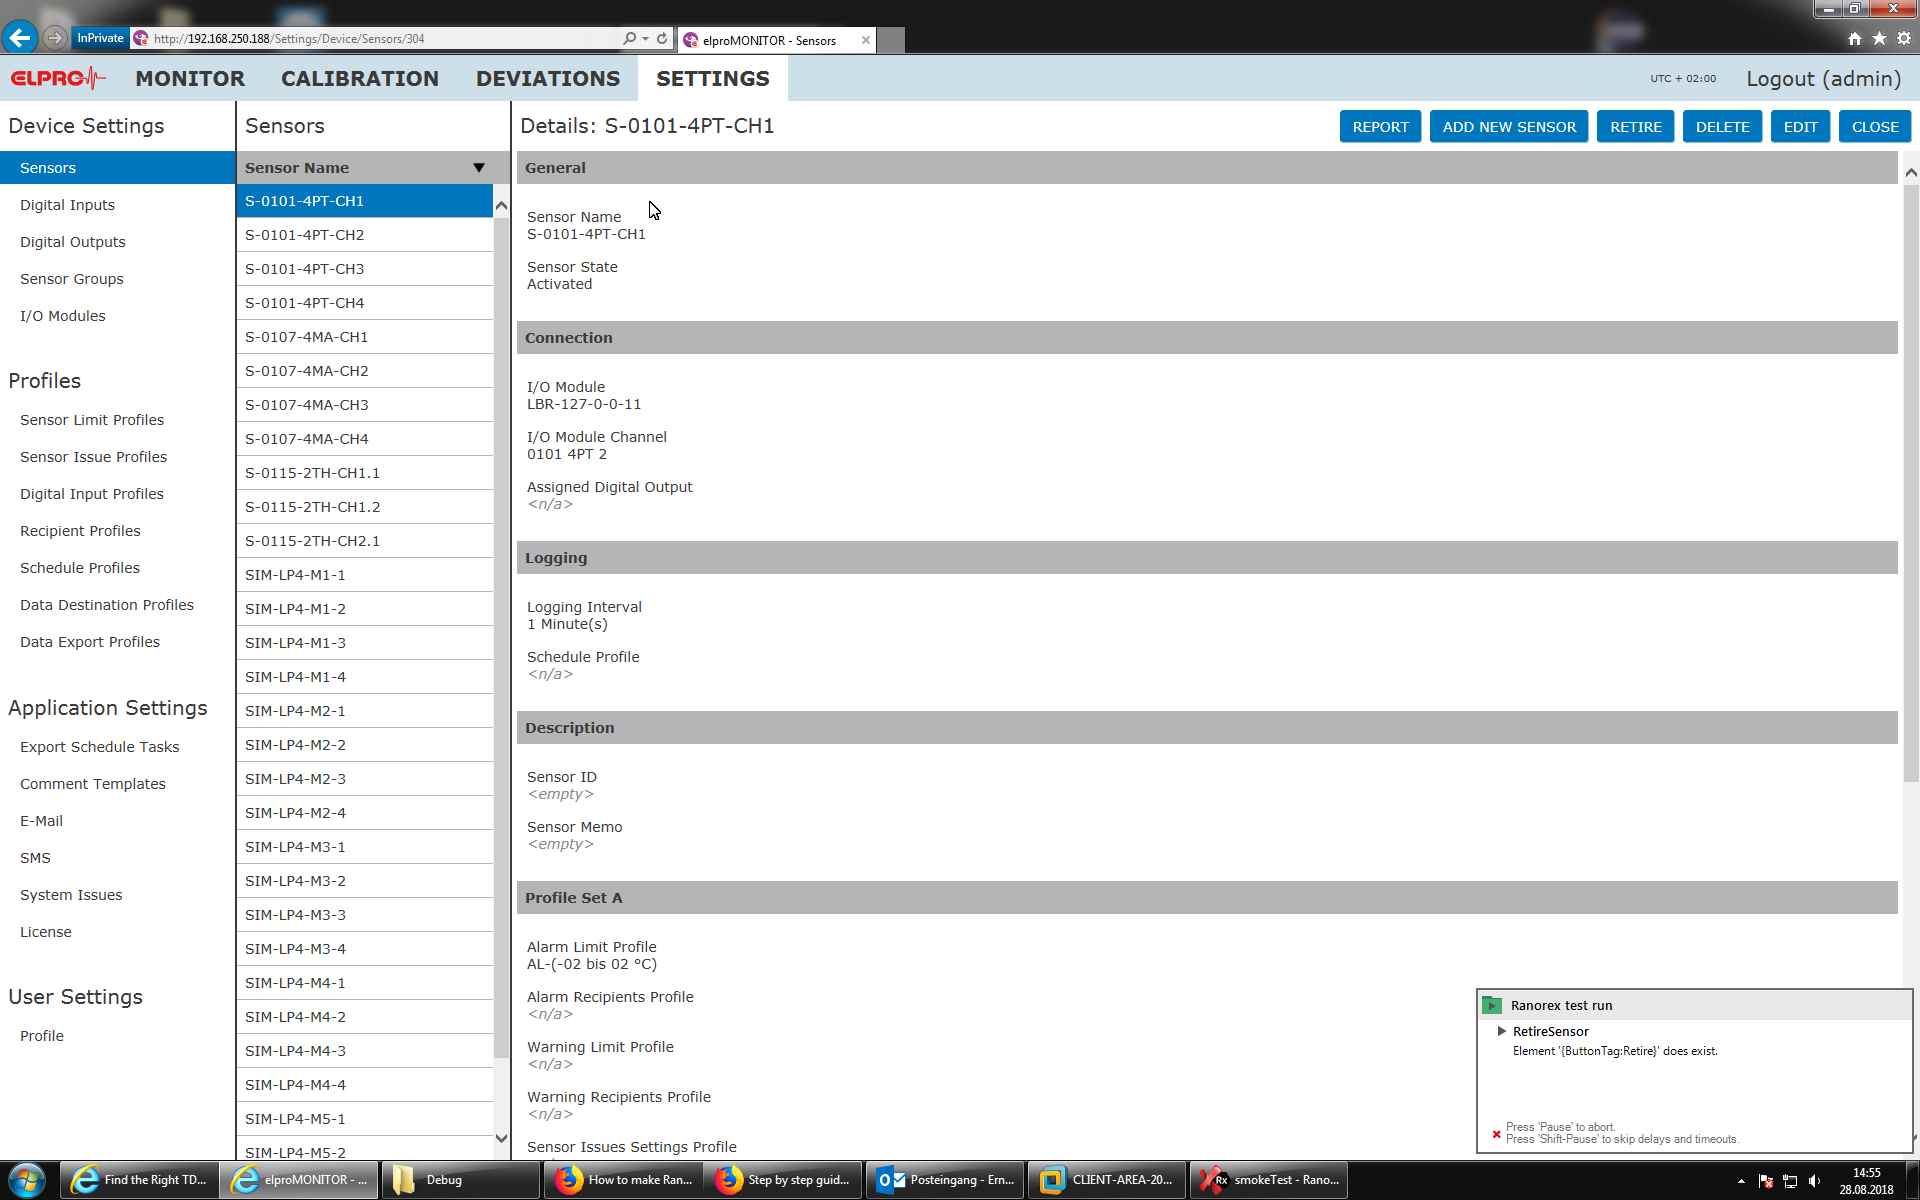 InPrivate
http://192.168.250.188/Settings/Device/Sensors/304
elproMONITOR - Sensors
ELPRO
MONITOR
CALIBRATION
DEVIATIONS
SETTINGS
UTC + 02:00
Logout (admin)
Device Settings
Sensors
Digital Inputs
Digital Outputs
Sensor Groups
I/O Modules
Profiles
Sensor Limit Profiles
Sensor Issue Profiles
Digital Input Profiles
Recipient Profiles
Schedule Profiles
Data Destination Profiles
Data Export Profiles
Application Settings
Export Schedule Tasks
Comment Templates
E-Mail
SMS
System Issues
License
User Settings
Profile
Sensors
Sensor Name
S-0101-4PT-CH1
S-0101-4PT-CH2
S-0101-4PT-CH3
S-0101-4PT-CH4
S-0107-4MA-CH1
S-0107-4MA-CH2
S-0107-4MA-CH3
S-0107-4MA-CH4
S-0115-2TH-CH1.1
S-0115-2TH-CH1.2
S-0115-2TH-CH2.1
SIM-LP4-M1-1
SIM-LP4-M1-2
SIM-LP4-M1-3
SIM-LP4-M1-4
SIM-LP4-M2-1
SIM-LP4-M2-2
SIM-LP4-M2-3
SIM-LP4-M2-4
SIM-LP4-M3-1
SIM-LP4-M3-2
SIM-LP4-M3-3
SIM-LP4-M3-4
SIM-LP4-M4-1
SIM-LP4-M4-2
SIM-LP4-M4-3
SIM-LP4-M4-4
SIM-LP4-M5-1
SIM-LP4-M5-2
Details: S-0101-4PT-CH1
REPORT
ADD NEW SENSOR
RETIRE
DELETE
EDIT
CLOSE
General
Sensor Name
S-0101-4PT-CH1
Sensor State
Activated
Connection
I/O Module
LBR-127-0-0-11
I/O Module Channel
0101 4PT 2
Assigned Digital Output
<n/a>
Logging
Logging Interval
1 Minute(s)
Schedule Profile
<n/a>
Description
Sensor ID
<empty>
Sensor Memo
<empty>
Profile Set A
Alarm Limit Profile
AL-(-02 bis 02 °C)
Alarm Recipients Profile
<n/a>
Warning Limit Profile
<n/a>
Warning Recipients Profile
<n/a>
Sensor Issues Settings Profile
Ranorex test run
RetireSensor
Element '{ButtonTag:Retire}' does exist.
Press 'Pause' to abort.
Press 'Shift-Pause' to skip delays and timeouts.
Find the Right TD...
elproMONITOR - ...
Debug
How to make Ran...
Step by step guid...
Posteingang - Ern...
CLIENT-AREA-20...
Rx
smokeTest - Rano...
14:55
28.08.2018